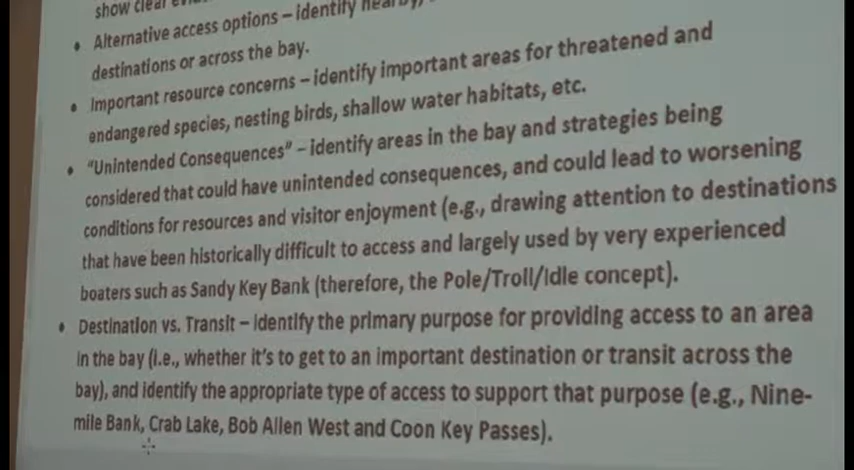 show clear
• Alternative access options – identify nearby,
destinations or across the bay.
• Important resource concerns – identify important areas for threatened and
endangered species, nesting birds, shallow water habitats, etc.
• “Unintended Consequences” – identify areas in the bay and strategies being
considered that could have unintended consequences, and could lead to worsening
conditions for resources and visitor enjoyment (e.g., drawing attention to destinations
that have been historically difficult to access and largely used by very experienced
boaters such as Sandy Key Bank (therefore, the Pole/Troll/Idle concept).
• Destination vs. Transit – identify the primary purpose for providing access to an area
in the bay (i.e., whether it’s to get to an important destination or transit across the
bay), and identify the appropriate type of access to support that purpose (e.g., Nine-
mile Bank, Crab Lake, Bob Allen West and Coon Key Passes).